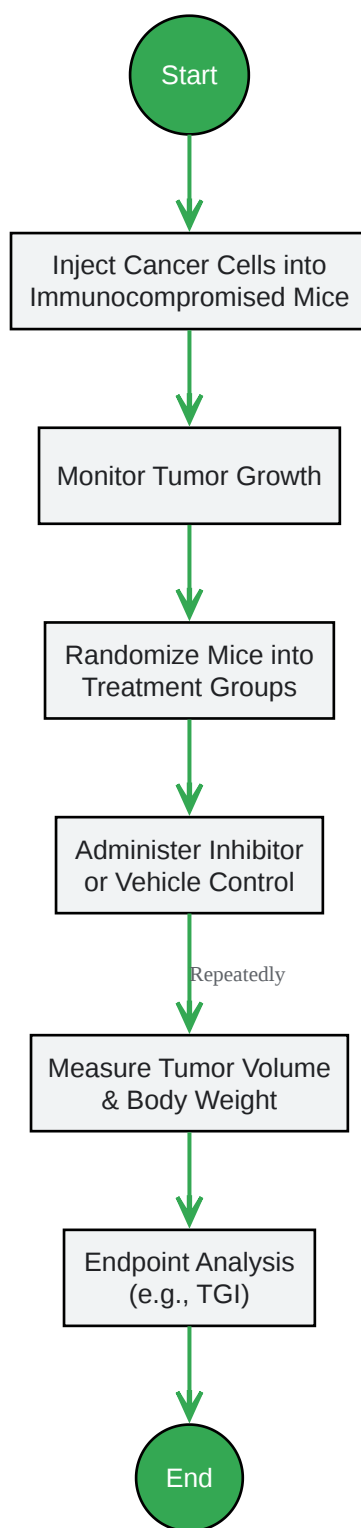 Start
Inject Cancer Cells into
Immunocompromised Mice
Monitor Tumor Growth
Randomize Mice into
Treatment Groups
Administer Inhibitor
or Vehicle Control
Repeatedly
Measure Tumor Volume
& Body Weight
Endpoint Analysis
(e.g., TGI)
End